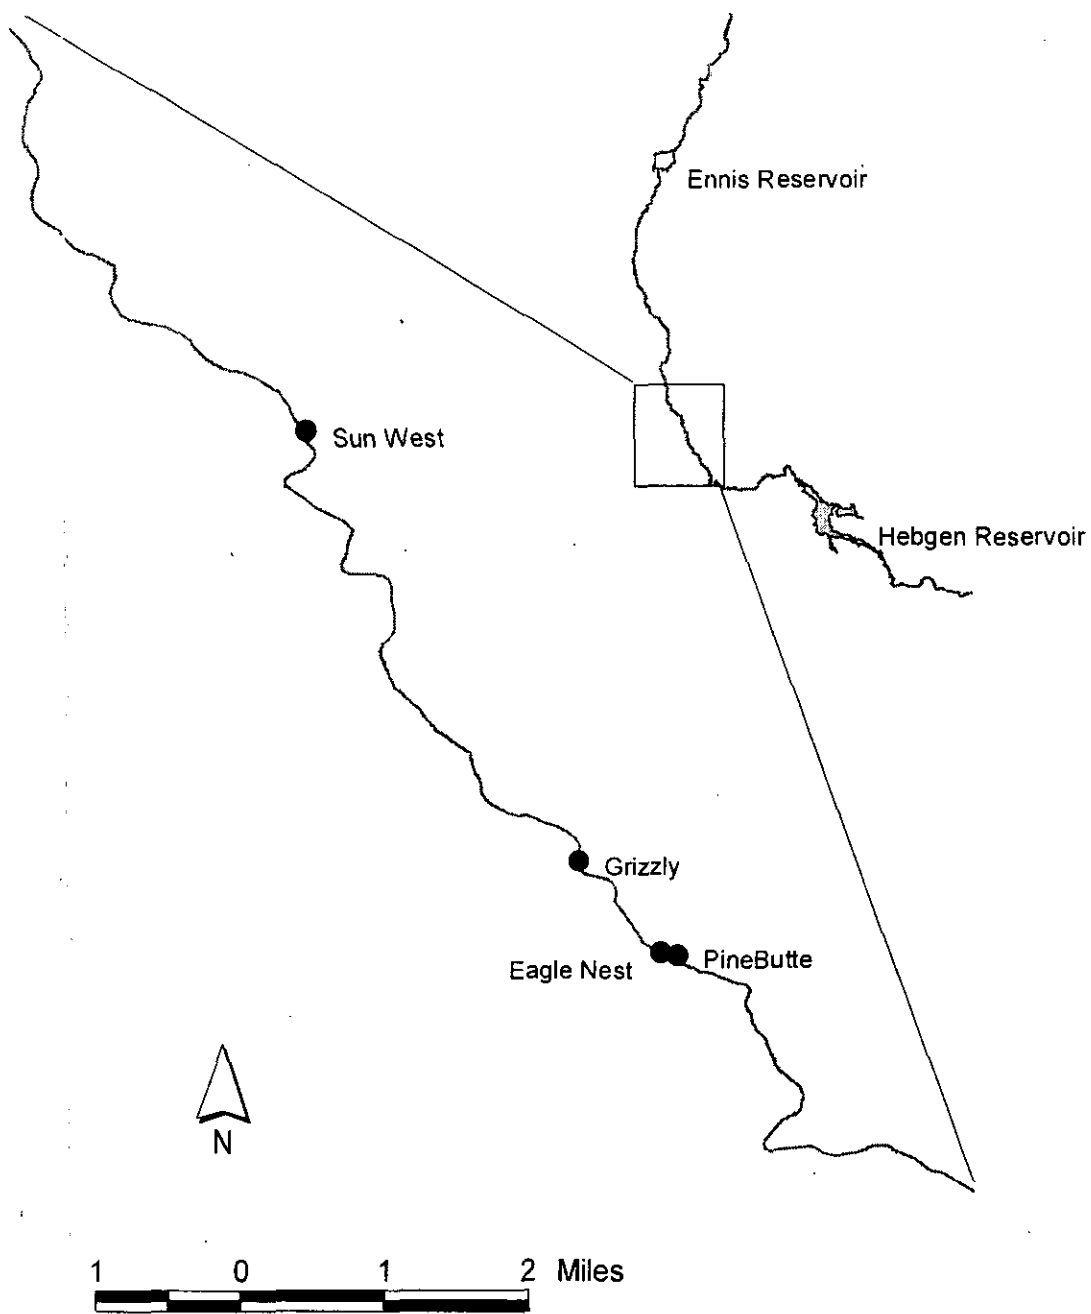 Ennis Reservoir
Sun West
Hebgen Reservoir
Grizzly
Eagle Nest
PineButte
N
1 0 1 2 Miles